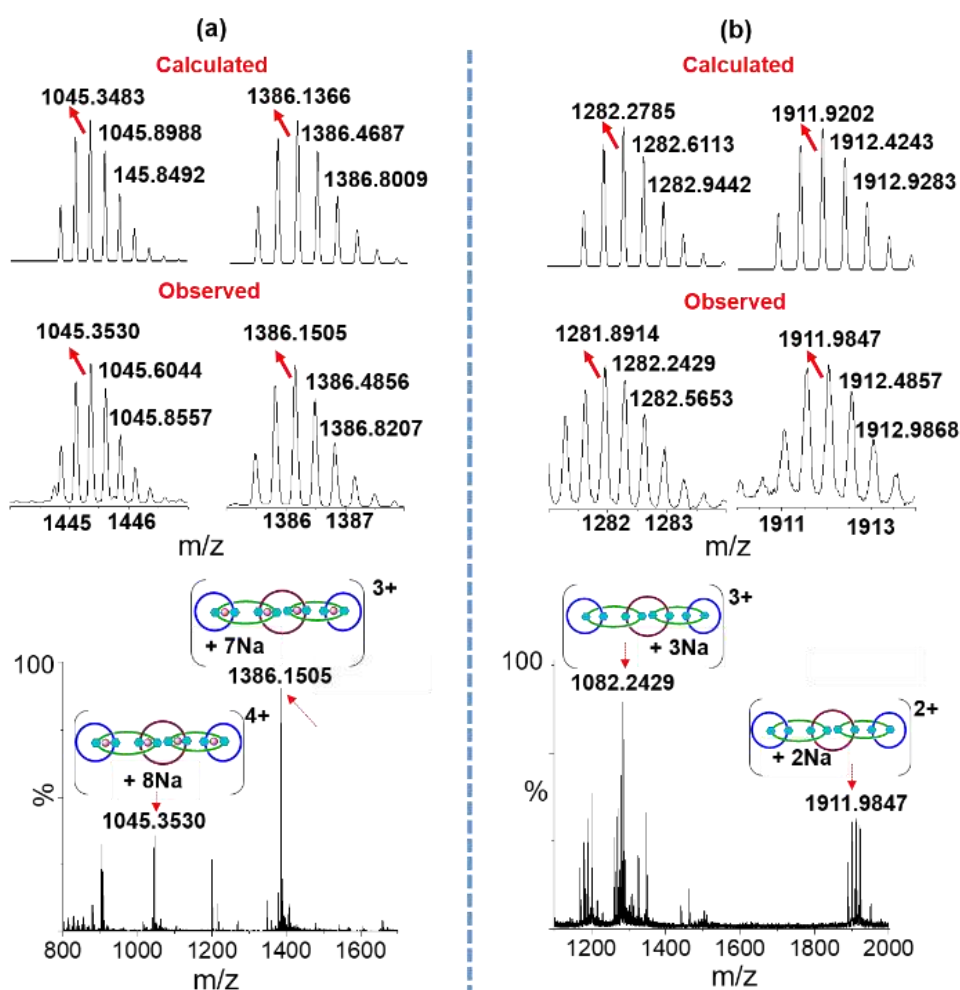 (a)
Calculated
1045.3483
1045.8988
145.8492
1386.1366
1386.4687
1386.8009
Observed
1045.3530
1045.6044
1045.8557
1445 1446
1386.1505
1386.4856
1386.8207
1386 1387
m/z
3+
+ 7Na
1386.1505
4+
+ 8Na
1045.3530
100
%
800 1000 1200 1400 1600
m/z
(b)
Calculated
1282.2785
1282.6113
1282.9442
1911.9202
1912.4243
1912.9283
Observed
1281.8914
1282.2429
1282.5653
1282 1283
1911.9847
1912.4857
1912.9868
1911 1913
m/z
3+
+ 3Na
1082.2429
2+
+ 2Na
1911.9847
100
%
1200 1400 1600 1800 2000
m/z